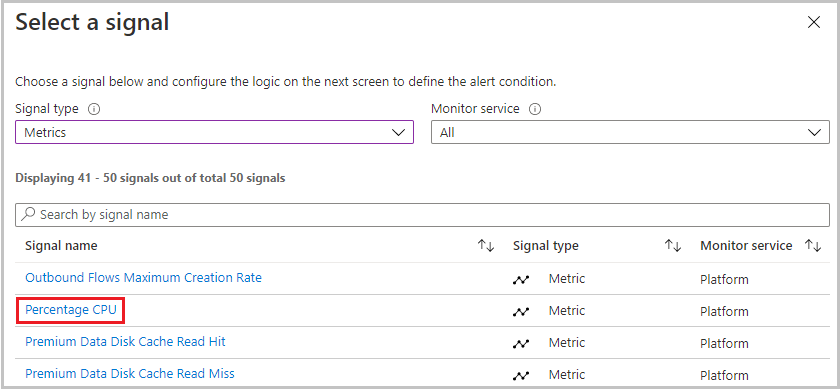 Select a signal
Choose a signal below and configure the logic on the next screen to define the alert condition.
Signal type Monitor service
Metrics All
Displaying 41 - 50 signals out of total 50 signals
Search by signal name
Signal name Signal type Monitor service
Outbound Flows Maximum Creation Rate Metric Platform
Percentage CPU Metric Platform
Premium Data Disk Cache Read Hit Metric Platform
Premium Data Disk Cache Read Miss Metric Platform